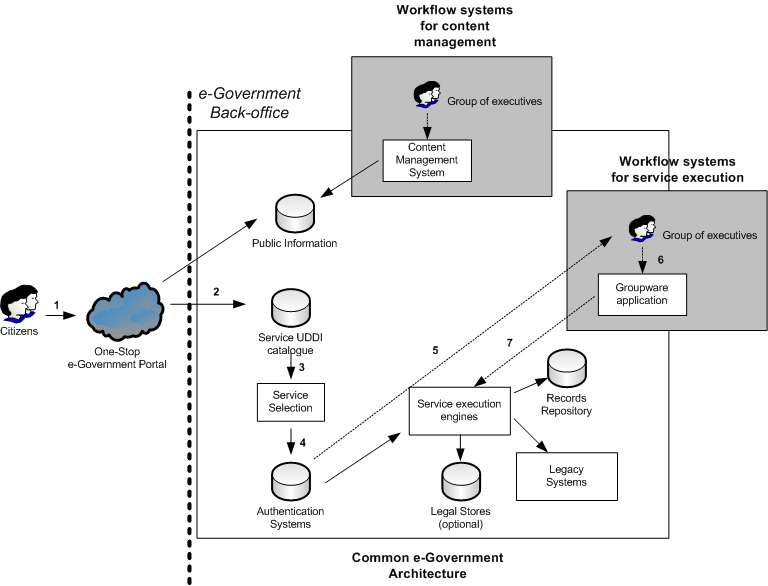 Workflow systems
for content
management
e-Government
Back-office
Group of executives
Content
Management
System
Workflow systems
for service execution
Public Information
Group of executives
6
Groupware
application
1
2
Citizens
One-Stop
e-Government Portal
Service UDDI
catalogue
5
7
3
Service
Selection
Service execution
engines
Records
Repository
4
Authentication
Systems
Legal Stores
(optional)
Legacy
Systems
Common e-Government
Architecture